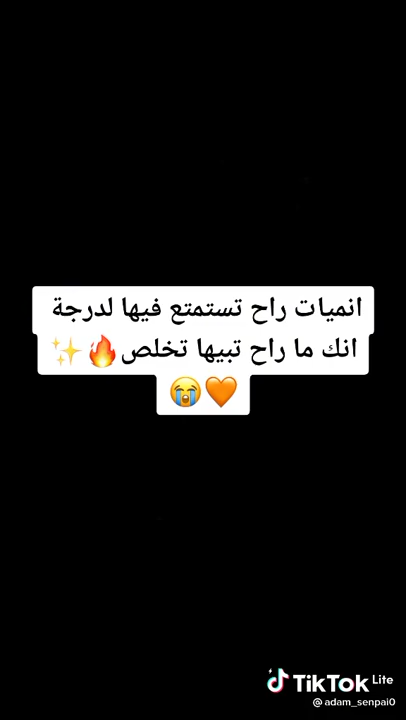 انميات راح تستمتع فيها لدرجة
انك ما راح تبيها تخلص🔥✨
🧡😭
TikTok Lite
@adam_senpai0